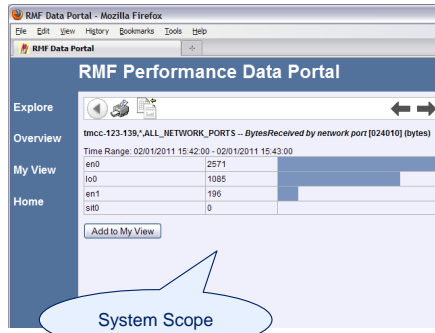 RMF Data Portal - Mozilla Firefox
File Edit View History Bookmarks Tools Help
RMF Data Portal
RMF Performance Data Portal
Explore
Overview
My View
Home
tmcc-123-139,*,ALL_NETWORK_PORTS -- BytesReceived by network port [024010] (bytes)
Time Range: 02/01/2011 15:42:00 - 02/01/2011 15:43:00
en0 2571
lo0 1085
en1 196
sit0 0
Add to My View
System Scope